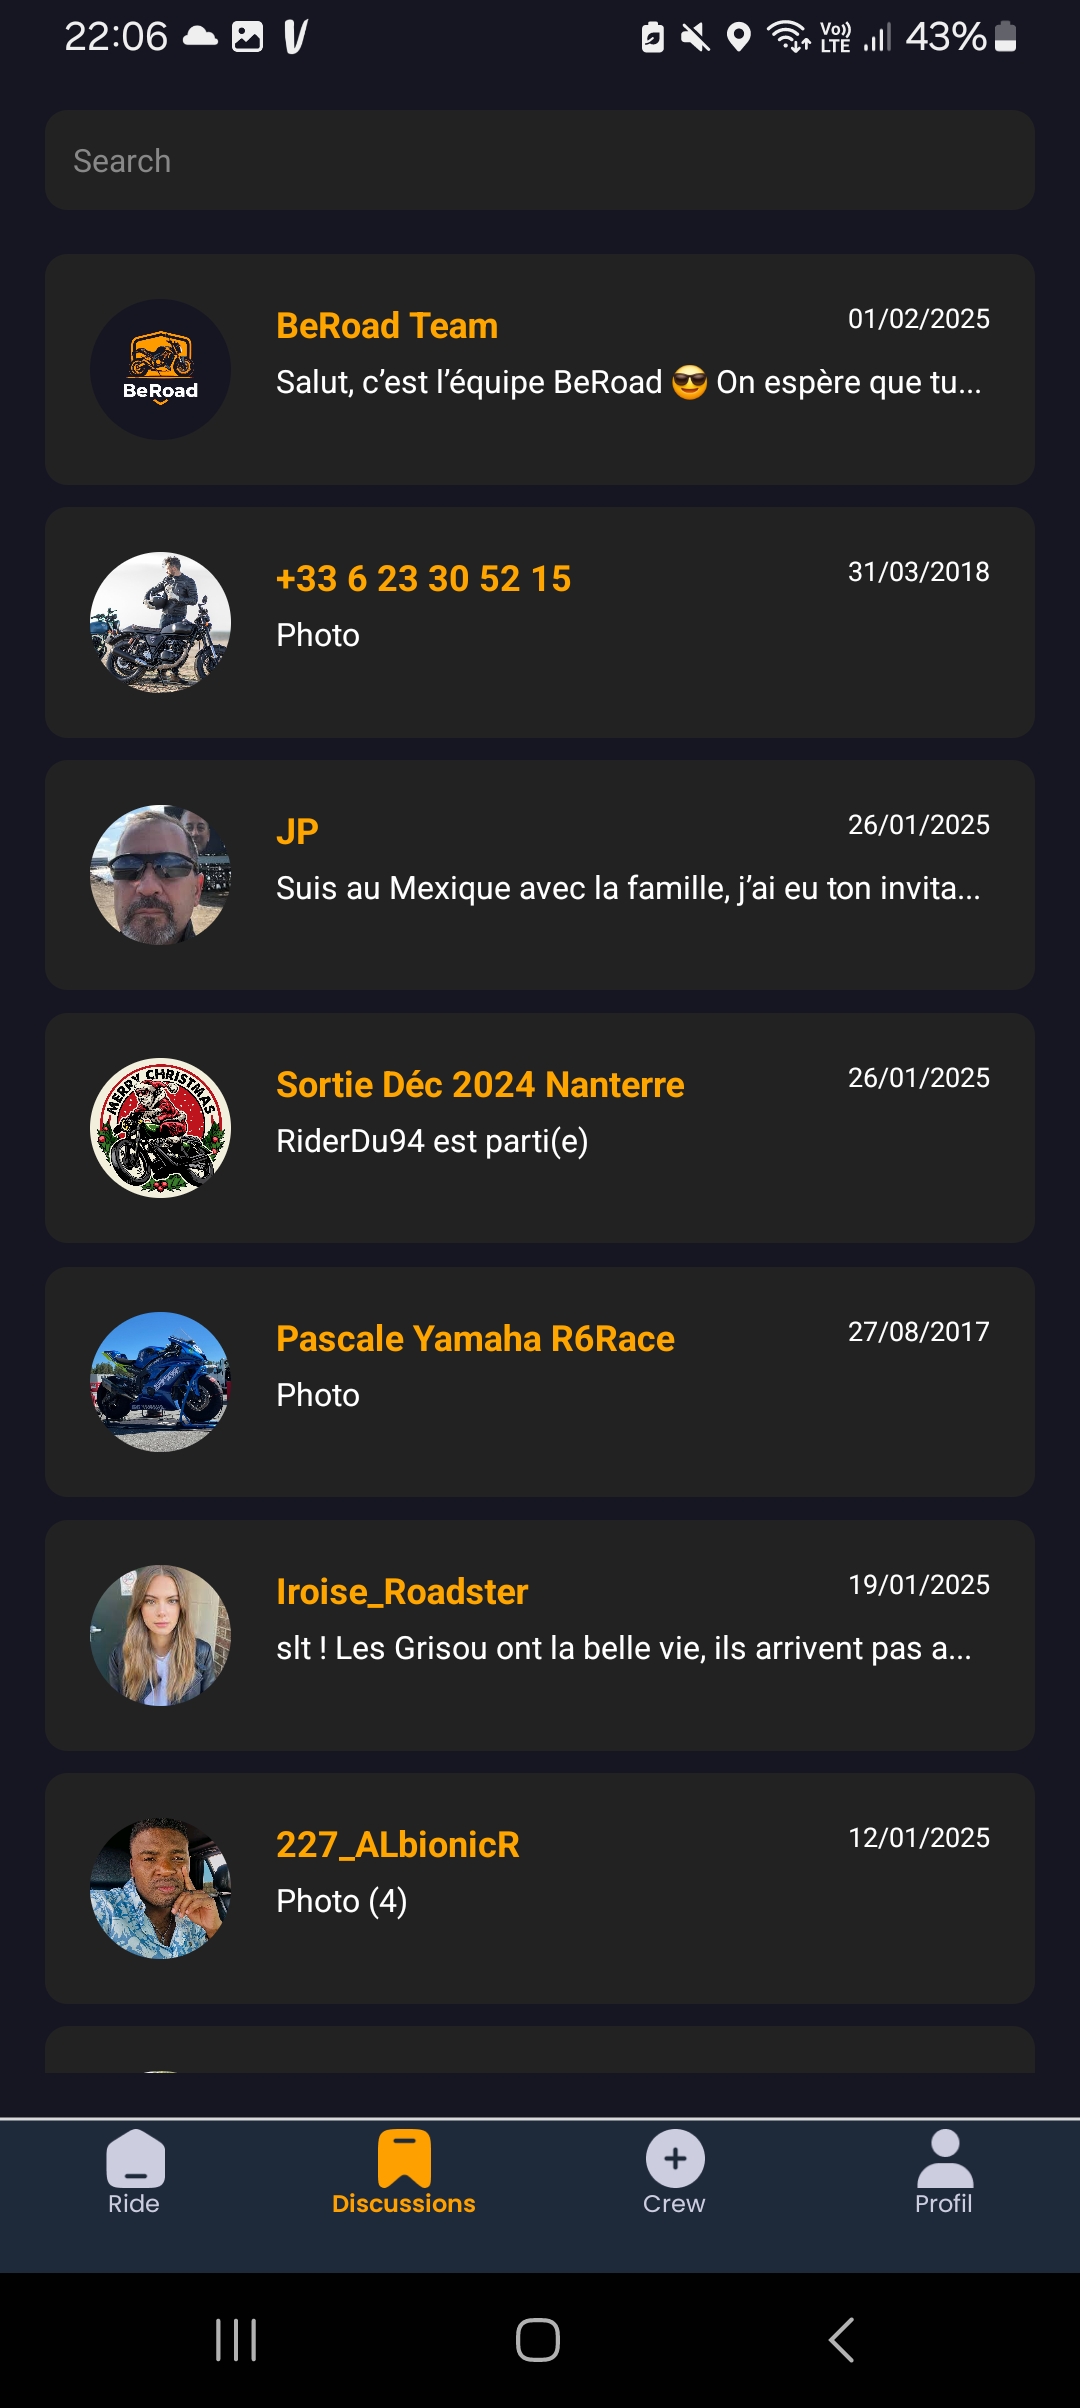 22:06
Vo))
LTE
43%
Search
BeRoad
BeRoad Team
01/02/2025
Salut, c’est l’équipe BeRoad 😎 On espère que tu...
+33 6 23 30 52 15
31/03/2018
Photo
JP
26/01/2025
Suis au Mexique avec la famille, j’ai eu ton invita...
MERRY CHRISTMAS
Sortie Déc 2024 Nanterre
26/01/2025
RiderDu94 est parti(e)
Pascale Yamaha R6Race
27/08/2017
Photo
Iroise_Roadster
19/01/2025
slt ! Les Grisou ont la belle vie, ils arrivent pas a...
227_ALbionicR
12/01/2025
Photo (4)
Ride
Discussions
Crew
Profil